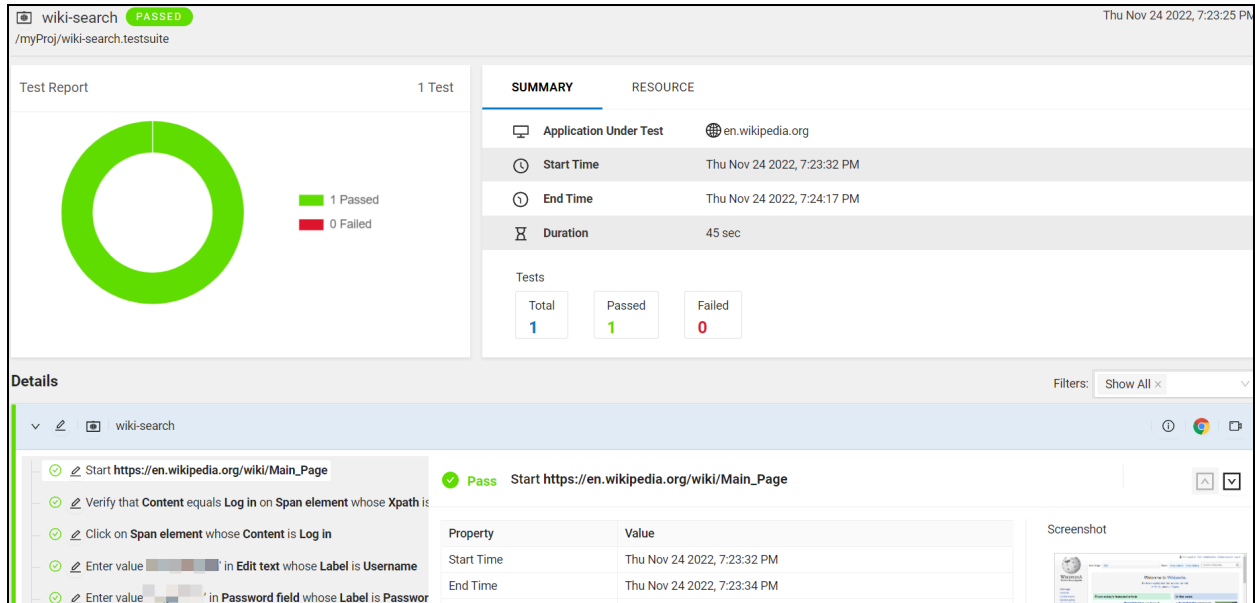 wiki-search PASSED
Thu Nov 24 2022, 7:23:25 PM
/myProj/wiki-search.testsuite
Test Report 1 Test
1 Passed
0 Failed
SUMMARY RESOURCE
Application Under Test en.wikipedia.org
Start Time Thu Nov 24 2022, 7:23:32 PM
End Time Thu Nov 24 2022, 7:24:17 PM
Duration 45 sec
Tests
Total Passed Failed
1 1 0
Details
Filters: Show All ×
wiki-search
Start https://en.wikipedia.org/wiki/Main_Page
Verify that Content equals Log in on Span element whose Xpath is
Click on Span element whose Content is Log in
Enter value ' in Edit text whose Label is Username
Enter value ' in Password field whose Label is Passwor
Pass Start https://en.wikipedia.org/wiki/Main_Page
Property Value
Start Time Thu Nov 24 2022, 7:23:32 PM
End Time Thu Nov 24 2022, 7:23:34 PM
Screenshot
Welcome to Wikipedia